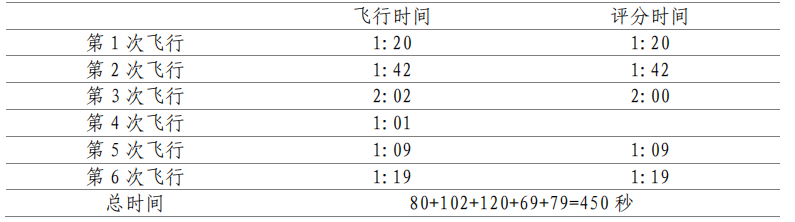 飞行时间 评分时间
第 1 次飞行 1: 20 1: 20
第 2 次飞行 1: 42 1: 42
第 3 次飞行 2: 02 2: 00
第 4 次飞行 1: 01
第 5 次飞行 1: 09 1: 09
第 6 次飞行 1: 19 1: 19
总时间 80+102+120+69+79=450 秒